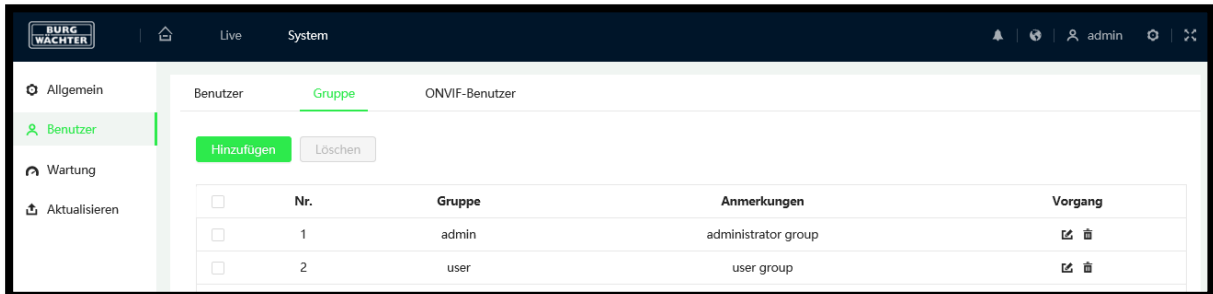 BURG
WÄCHTER
Live System admin
Allgemein
Benutzer
Wartung
Aktualisieren
Benutzer Gruppe ONVIF-Benutzer
Hinzufügen Löschen
Nr. Gruppe Anmerkungen Vorgang
1 admin administrator group
2 user user group